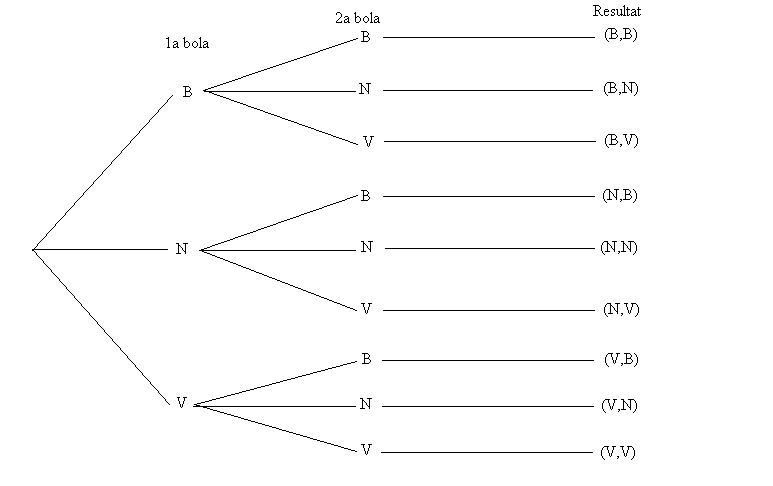 1a bola 2a bola Resultat
B
B (B,B)
N (B,N)
V (B,V)
N
B (N,B)
N (N,N)
V (N,V)
V
B (V,B)
N (V,N)
V (V,V)